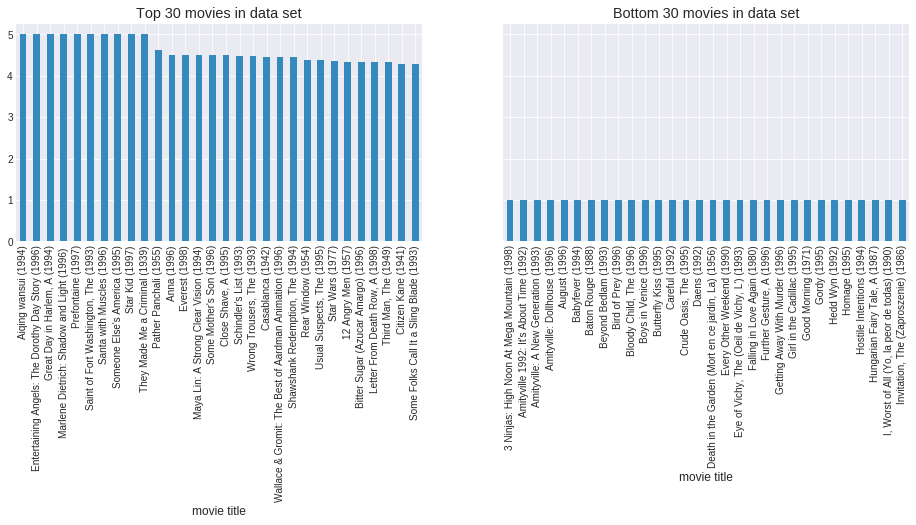 Top 30 movies in data set
5
4
3
2
1
0
Aiqing wansui (1994)
Entertaining Angels: The Dorothy Day Story (1996)
Great Day in Harlem, A (1994)
Marlene Dietrich: Shadow and Light (1996)
Prefontaine (1997)
Saint of Fort Washington, The (1993)
Santa with Muscles (1996)
Someone Else's America (1995)
Star Kid (1997)
They Made Me a Criminal (1939)
Pather Panchali (1955)
Anna (1996)
Everest (1998)
Maya Lin: A Strong Clear Vision (1994)
Some Mother's Son (1996)
Close Shave, A (1995)
Schindler's List (1993)
Wrong Trousers, The (1993)
Casablanca (1942)
Wallace & Gromit: The Best of Aardman Animation (1996)
Shawshank Redemption, The (1994)
Rear Window (1954)
Usual Suspects, The (1995)
Star Wars (1977)
12 Angry Men (1957)
Bitter Sugar (Azucar Amargo) (1996)
Letter From Death Row, A (1998)
Third Man, The (1949)
Citizen Kane (1941)
Some Folks Call It a Sling Blade (1993)
movie title
Bottom 30 movies in data set
3 Ninjas: High Noon At Mega Mountain (1998)
Amityville 1992: It's About Time (1992)
Amityville: A New Generation (1993)
Amityville: Dollhouse (1996)
August (1996)
Babyfever (1994)
Baton Rouge (1988)
Beyond Bedlam (1993)
Bird of Prey (1996)
Bloody Child, The (1996)
Boys in Venice (1996)
Butterfly Kiss (1995)
Careful (1992)
Crude Oasis, The (1995)
Daens (1992)
Death in the Garden (Mort en ce jardin, La) (1956)
Every Other Weekend (1990)
Eye of Vichy, The (Oeil de Vichy, L') (1993)
Falling in Love Again (1980)
Further Gesture, A (1996)
Getting Away With Murder (1996)
Girl in the Cadillac (1995)
Good Morning (1971)
Gordy (1995)
Hedd Wyn (1992)
Homage (1995)
Hostile Intentions (1994)
Hungarian Fairy Tale, A (1987)
I, Worst of All (Yo, la peor de todas) (1990)
Invitation, The (Zaproszenie) (1986)
movie title